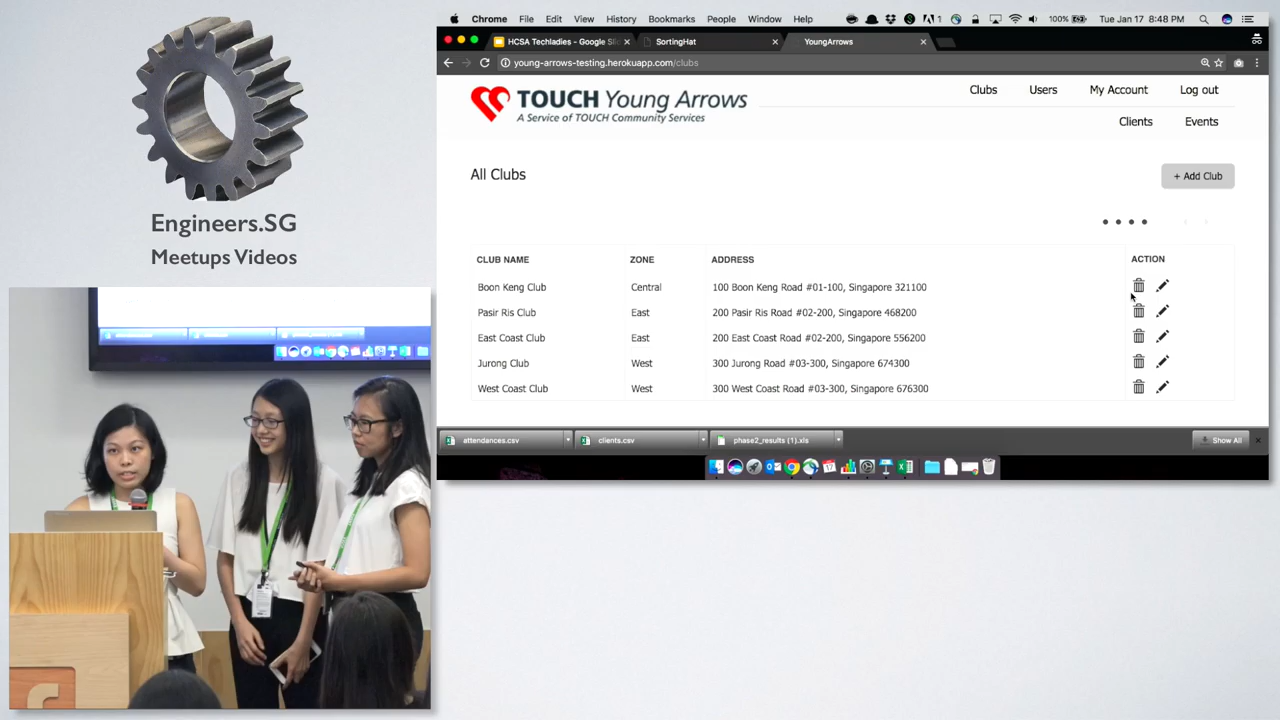 Engineers.SG
Meetups Videos
Chrome File Edit View History Bookmarks People Window Help
1 100% Tue Jan 17 8:48 PM
HCSA Techladies - Google Sli
SortingHat
YoungArrows
young-arrows-testing.herokuapp.com/clubs
TOUCH Young Arrows
A Service of TOUCH Community Services
Clubs Users My Account Log out
Clients Events
All Clubs
+ Add Club
CLUB NAME ZONE ADDRESS ACTION
Boon Keng Club Central 100 Boon Keng Road #01-100, Singapore 321100
Pasir Ris Club East 200 Pasir Ris Road #02-200, Singapore 468200
East Coast Club East 200 East Coast Road #02-200, Singapore 556200
Jurong Club West 300 Jurong Road #03-300, Singapore 674300
West Coast Club West 300 West Coast Road #03-300, Singapore 676300
attendances.csv clients.csv phase2_results (1).xls Show All